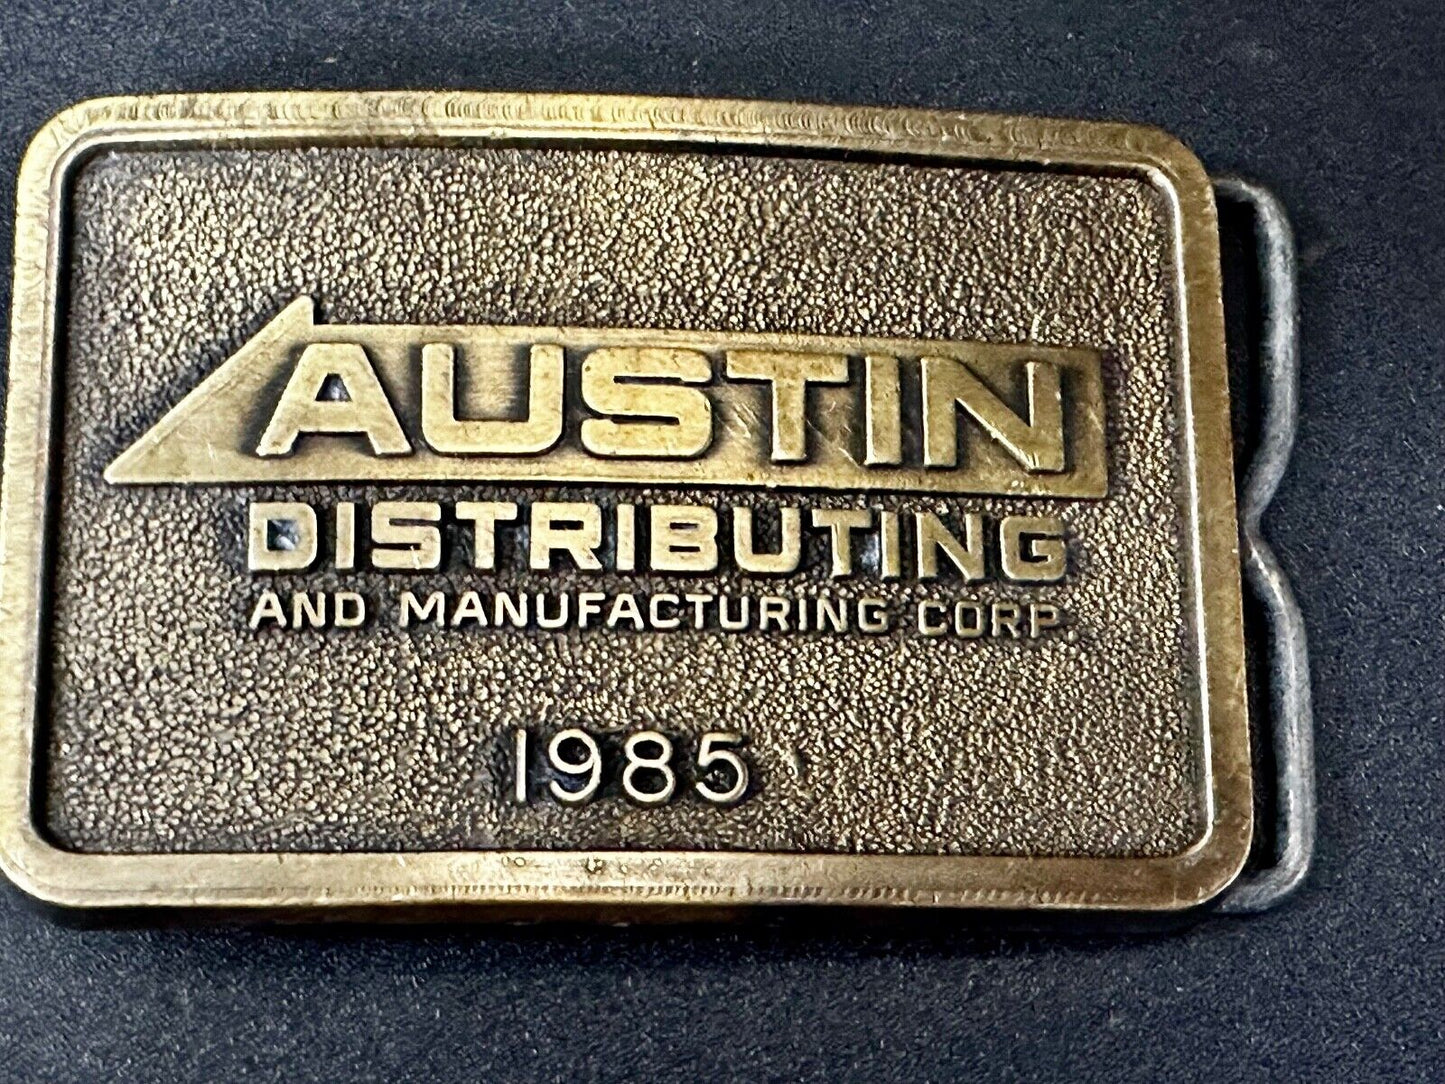 AUSTIN
DISTRIBUTING
AND MANUFACTURING CORP.
1985